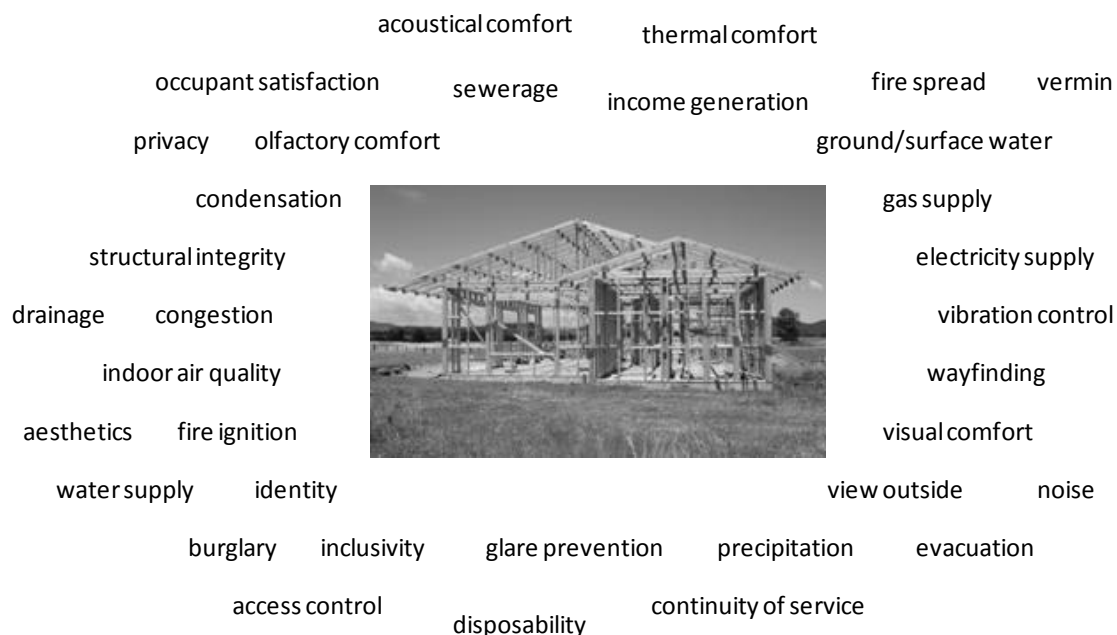 acoustical comfort thermal comfort
occupant satisfaction sewerage income generation fire spread vermin
privacy olfactory comfort ground/surface water
condensation gas supply
structural integrity electricity supply
drainage congestion vibration control
indoor air quality wayfinding
aesthetics fire ignition visual comfort
water supply identity view outside noise
burglary inclusivity glare prevention precipitation evacuation
access control disposability continuity of service